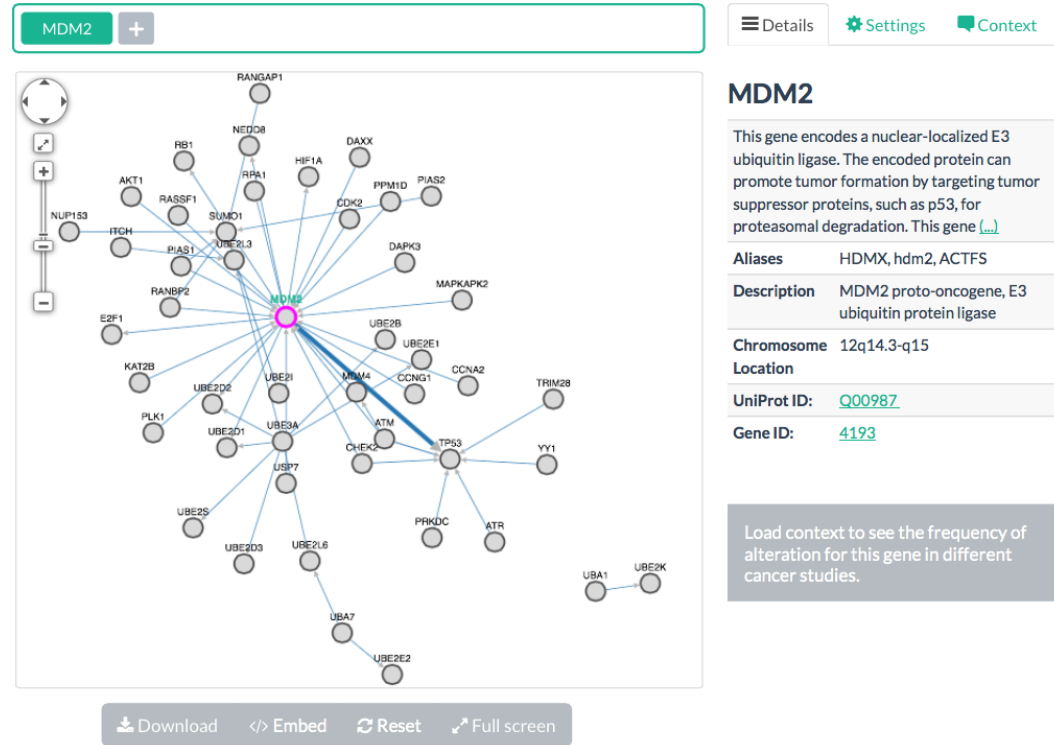 MDM2
+
Details
Settings
Context
RANGAP1
NEDD8
DAXX
RB1
HIF1A
RPA1
AKT1
PPM1D
PIAS2
RASSF1
CDK2
NUP153
SUMO1
ITCH
PIAS1
UBE2L3
DAPK3
RANBP2
MDM2
MAPKAPK2
E2F1
UBE2B
UBE2E1
KAT2B
UBE2I
MDM4
CCNG1
CCNA2
UBE2D2
TRIM28
PLK1
UBE2D1
UBE3A
ATM
CHEK2
TP53
YY1
USP7
UBE2S
PRKDC
ATR
UBE2D3
UBE2L6
UBA1
UBE2K
UBA7
UBE2E2
MDM2
This gene encodes a nuclear-localized E3
ubiquitin ligase. The encoded protein can
promote tumor formation by targeting tumor
suppressor proteins, such as p53, for
proteasomal degradation. This gene (...)
Aliases HDMX, hdm2, ACTFS
Description MDM2 proto-oncogene, E3
ubiquitin protein ligase
Chromosome 12q14.3-q15
Location
UniProt ID: Q00987
Gene ID: 4193
Load context to see the frequency of
alteration for this gene in different
cancer studies.
Download </> Embed Reset Full screen